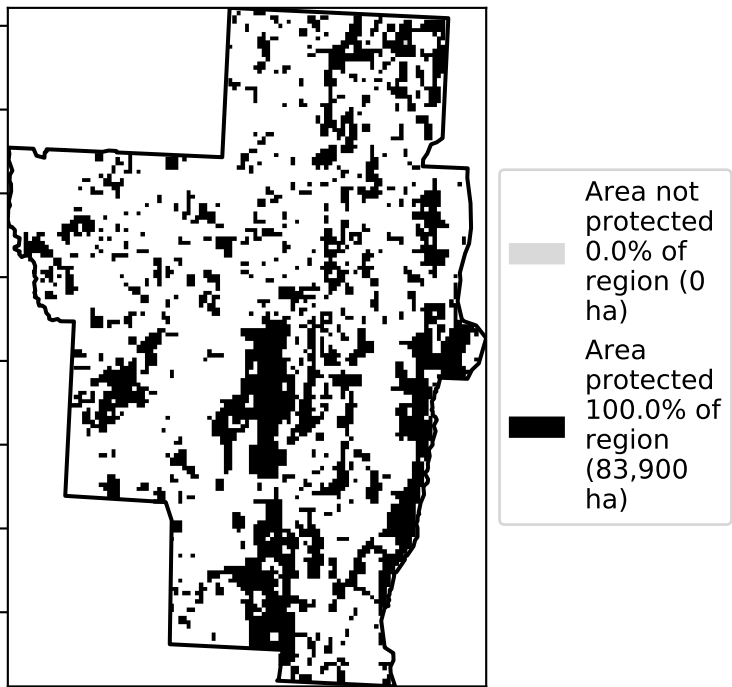 Area not
protected
0.0% of
region (0
ha)
Area
protected
100.0% of
region
(83,900
ha)